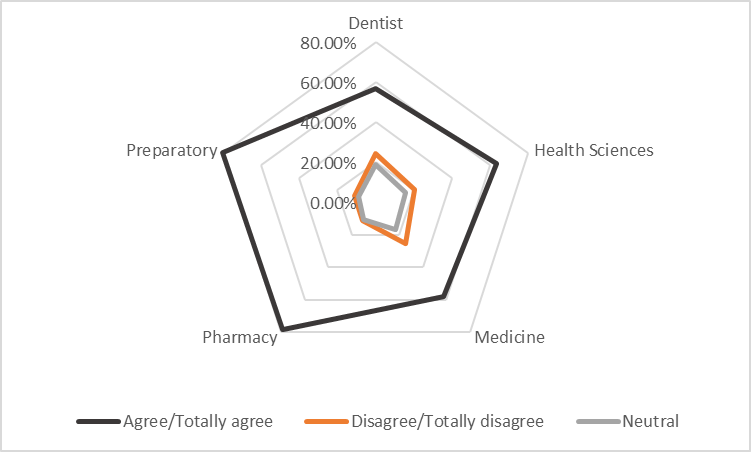 Dentist
80.00%
60.00%
40.00%
20.00%
0.00%
Preparatory
Health Sciences
Pharmacy
Medicine
Agree/Totally agree
Disagree/Totally disagree
Neutral